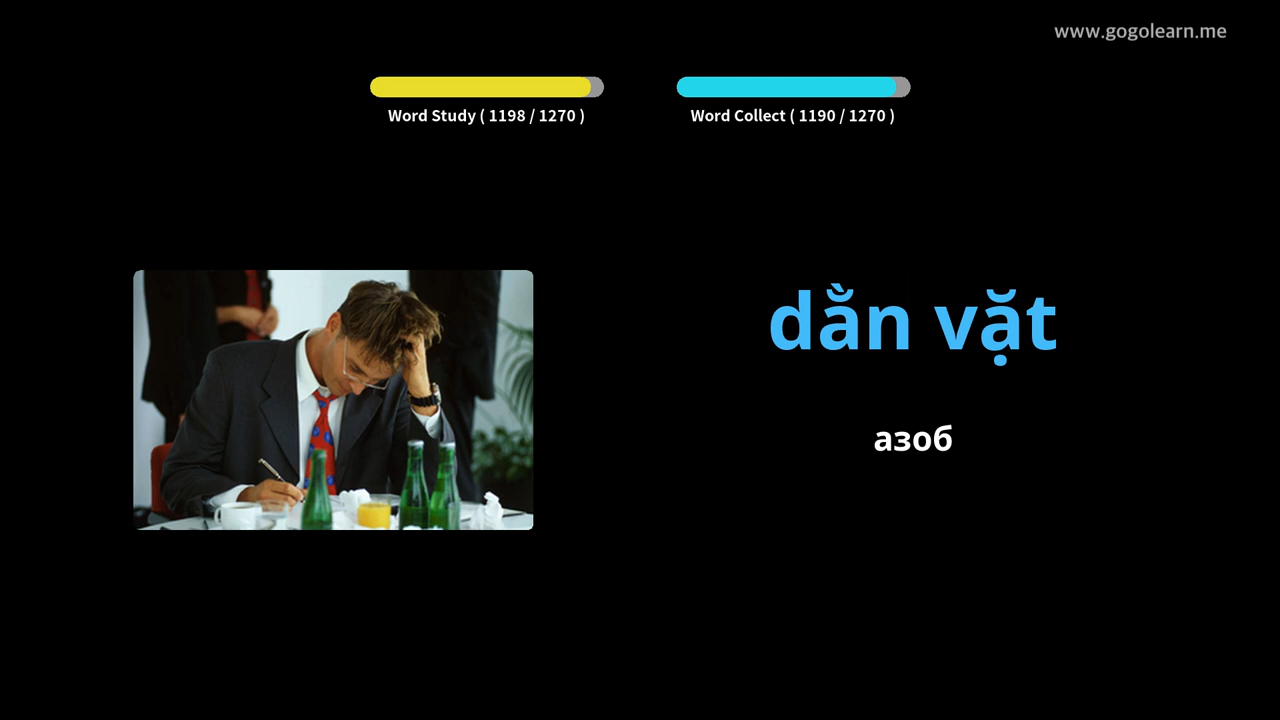 www.gogolearn.me
Word Study ( 1198 / 1270 )
Word Collect ( 1190 / 1270 )
dằn vặt
азоб